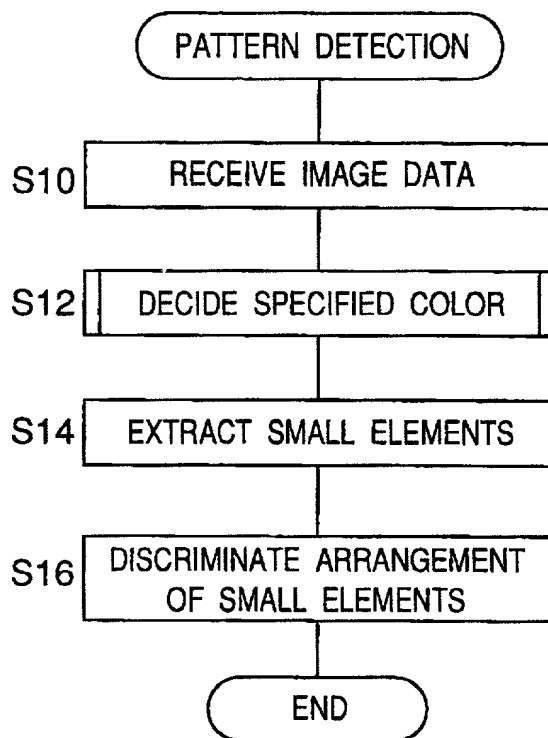 PATTERN DETECTION
S10 RECEIVE IMAGE DATA
S12 DECIDE SPECIFIED COLOR
S14 EXTRACT SMALL ELEMENTS
S16 DISCRIMINATE ARRANGEMENT
OF SMALL ELEMENTS
END